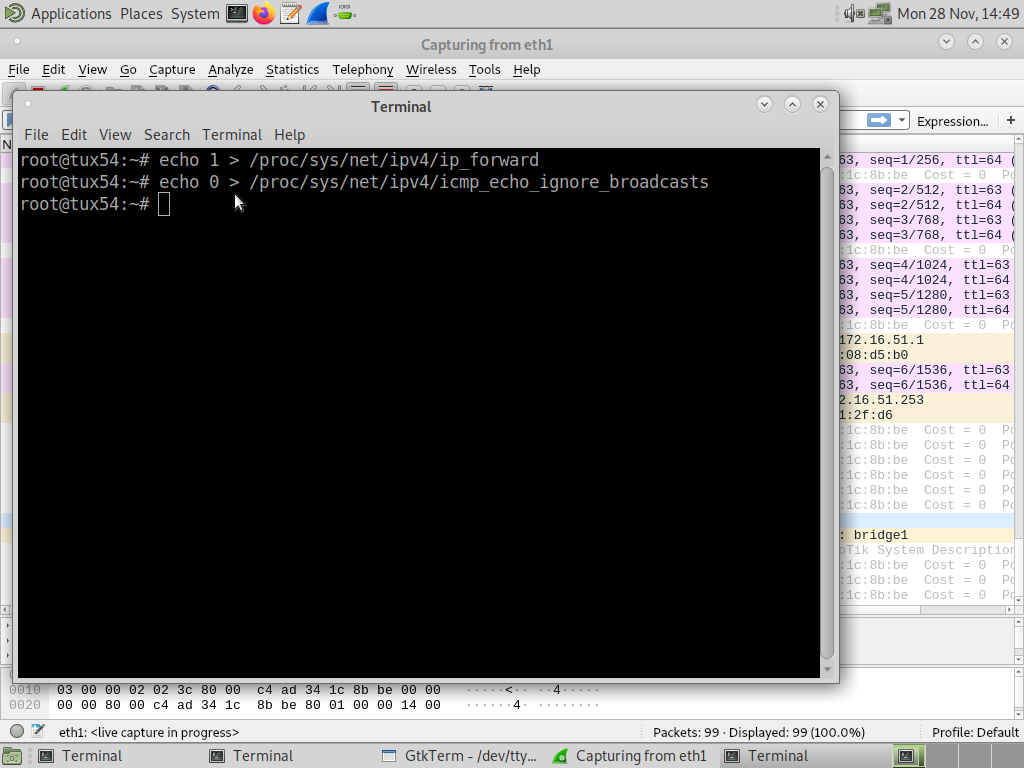 Applications Places System Mon 28 Nov, 14:49
Capturing from eth1
File Edit View Go Capture Analyze Statistics Telephony Wireless Tools Help
Expression… +
Terminal
File Edit View Search Terminal Help
root@tux54:~# echo 1 > /proc/sys/net/ipv4/ip_forward
root@tux54:~# echo 0 > /proc/sys/net/ipv4/icmp_echo_ignore_broadcasts
root@tux54:~#
N
63, seq=1/256, ttl=64 (
:1c:8b:be Cost = 0 Po
63, seq=2/512, ttl=63 (
63, seq=2/512, ttl=64 (
63, seq=3/768, ttl=63 (
63, seq=3/768, ttl=64 (
:1c:8b:be Cost = 0 Po
63, seq=4/1024, ttl=63
63, seq=4/1024, ttl=64
63, seq=5/1280, ttl=63
63, seq=5/1280, ttl=64
:1c:8b:be Cost = 0 Po
172.16.51.1
:08:d5:b0
63, seq=6/1536, ttl=63
63, seq=6/1536, ttl=64
2.16.51.253
1:2f:d6
:1c:8b:be Cost = 0 Po
:1c:8b:be Cost = 0 Po
:1c:8b:be Cost = 0 Po
:1c:8b:be Cost = 0 Po
:1c:8b:be Cost = 0 Po
:1c:8b:be Cost = 0 Po
: bridge1
oTik System Description
:1c:8b:be Cost = 0 Po
:1c:8b:be Cost = 0 Po
:1c:8b:be Cost = 0 Po
0010 03 00 00 02 02 3c 80 00 c4 ad 34 1c 8b be 00 00 ·····<·· ··4·····
0020 00 00 80 00 c4 ad 34 1c 8b be 80 01 00 00 14 00 ······4· ········
eth1: <live capture in progress> Packets: 99 · Displayed: 99 (100.0%) Profile: Default
Terminal Terminal GtkTerm - /dev/tty... Capturing from eth1 Terminal